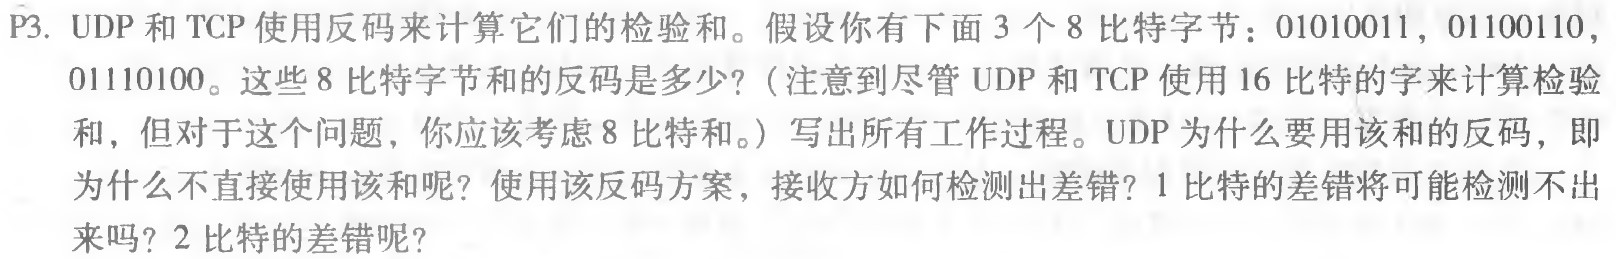 P3. UDP 和 TCP 使用反码来计算它们的检验和。假设你有下面 3 个 8 比特字节：01010011，01100110，
01110100。这些 8 比特字节和的反码是多少？（注意到尽管 UDP 和 TCP 使用 16 比特的字来计算检验
和，但对于这个问题，你应该考虑 8 比特和。）写出所有工作过程。UDP 为什么要用该和的反码，即
为什么不直接使用该和呢？使用该反码方案，接收方如何检测出差错？1 比特的差错将可能检测不出
来吗？2 比特的差错呢？